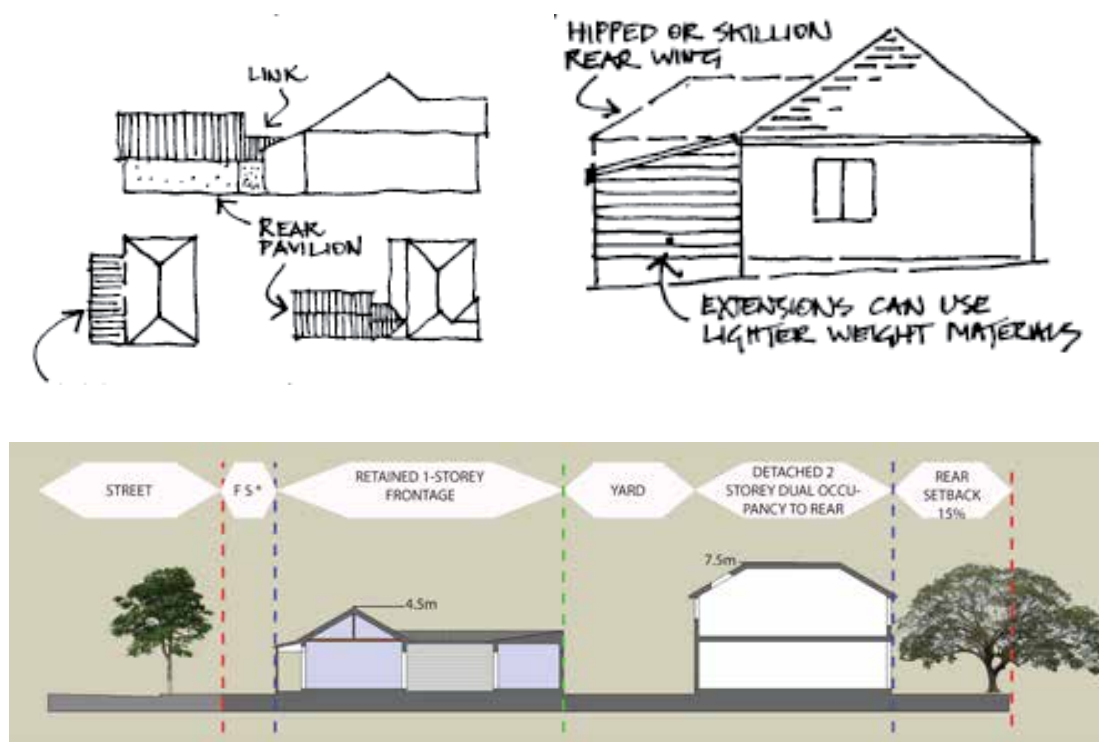 LINK
REAR
PAVILION
HIPPED OR SKILLION
REAR WING
EXTENSIONS CAN USE
LIGHTER WEIGHT MATERIALS
STREET
F S*
RETAINED 1-STOREY
FRONTAGE
YARD
DETACHED 2
STOREY DUAL OCCU-
PANCY TO REAR
REAR
SETBACK
15%
4.5m
7.5m